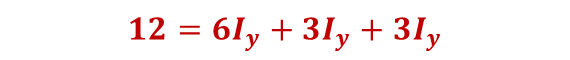 12 = 6I_y + 3I_y + 3I_y